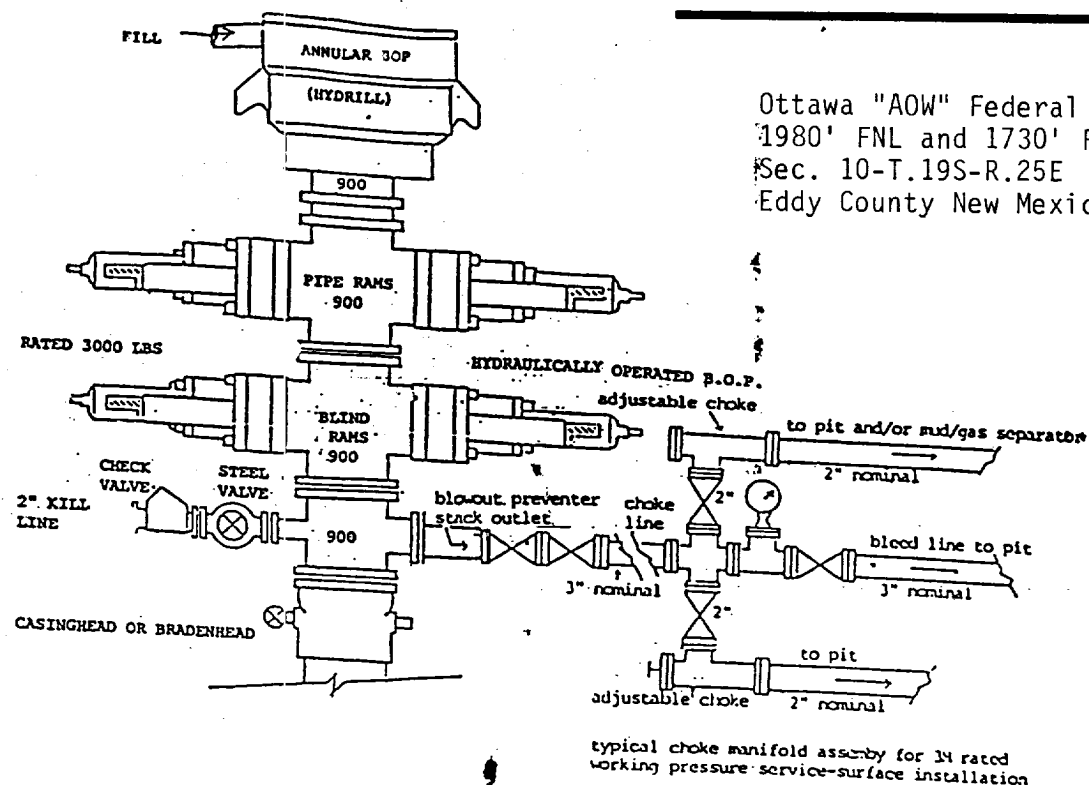 FILL
ANNULAR BOP
(HYDRILL)
Ottawa "AOW" Federal
1980' FNL and 1730' F
Sec. 10-T.19S-R.25E
Eddy County New Mexic
900
PIPE RAMS
900
RATED 3000 LBS
HYDRAULICALLY OPERATED B.O.P.
adjustable choke
to pit and/or mud/gas separator
2" nominal
BLIND
RAMS
900
CHECK
VALVE
STEEL
VALVE
2" KILL
LINE
blowout preventer
stack outlet
choke
line
2"
900
bleed line to pit
3" nominal
3" nominal
2"
CASINGHEAD OR BRADENHEAD
to pit
adjustable choke
2" nominal
typical choke manifold assemby for 3M rated
working pressure service-surface installation